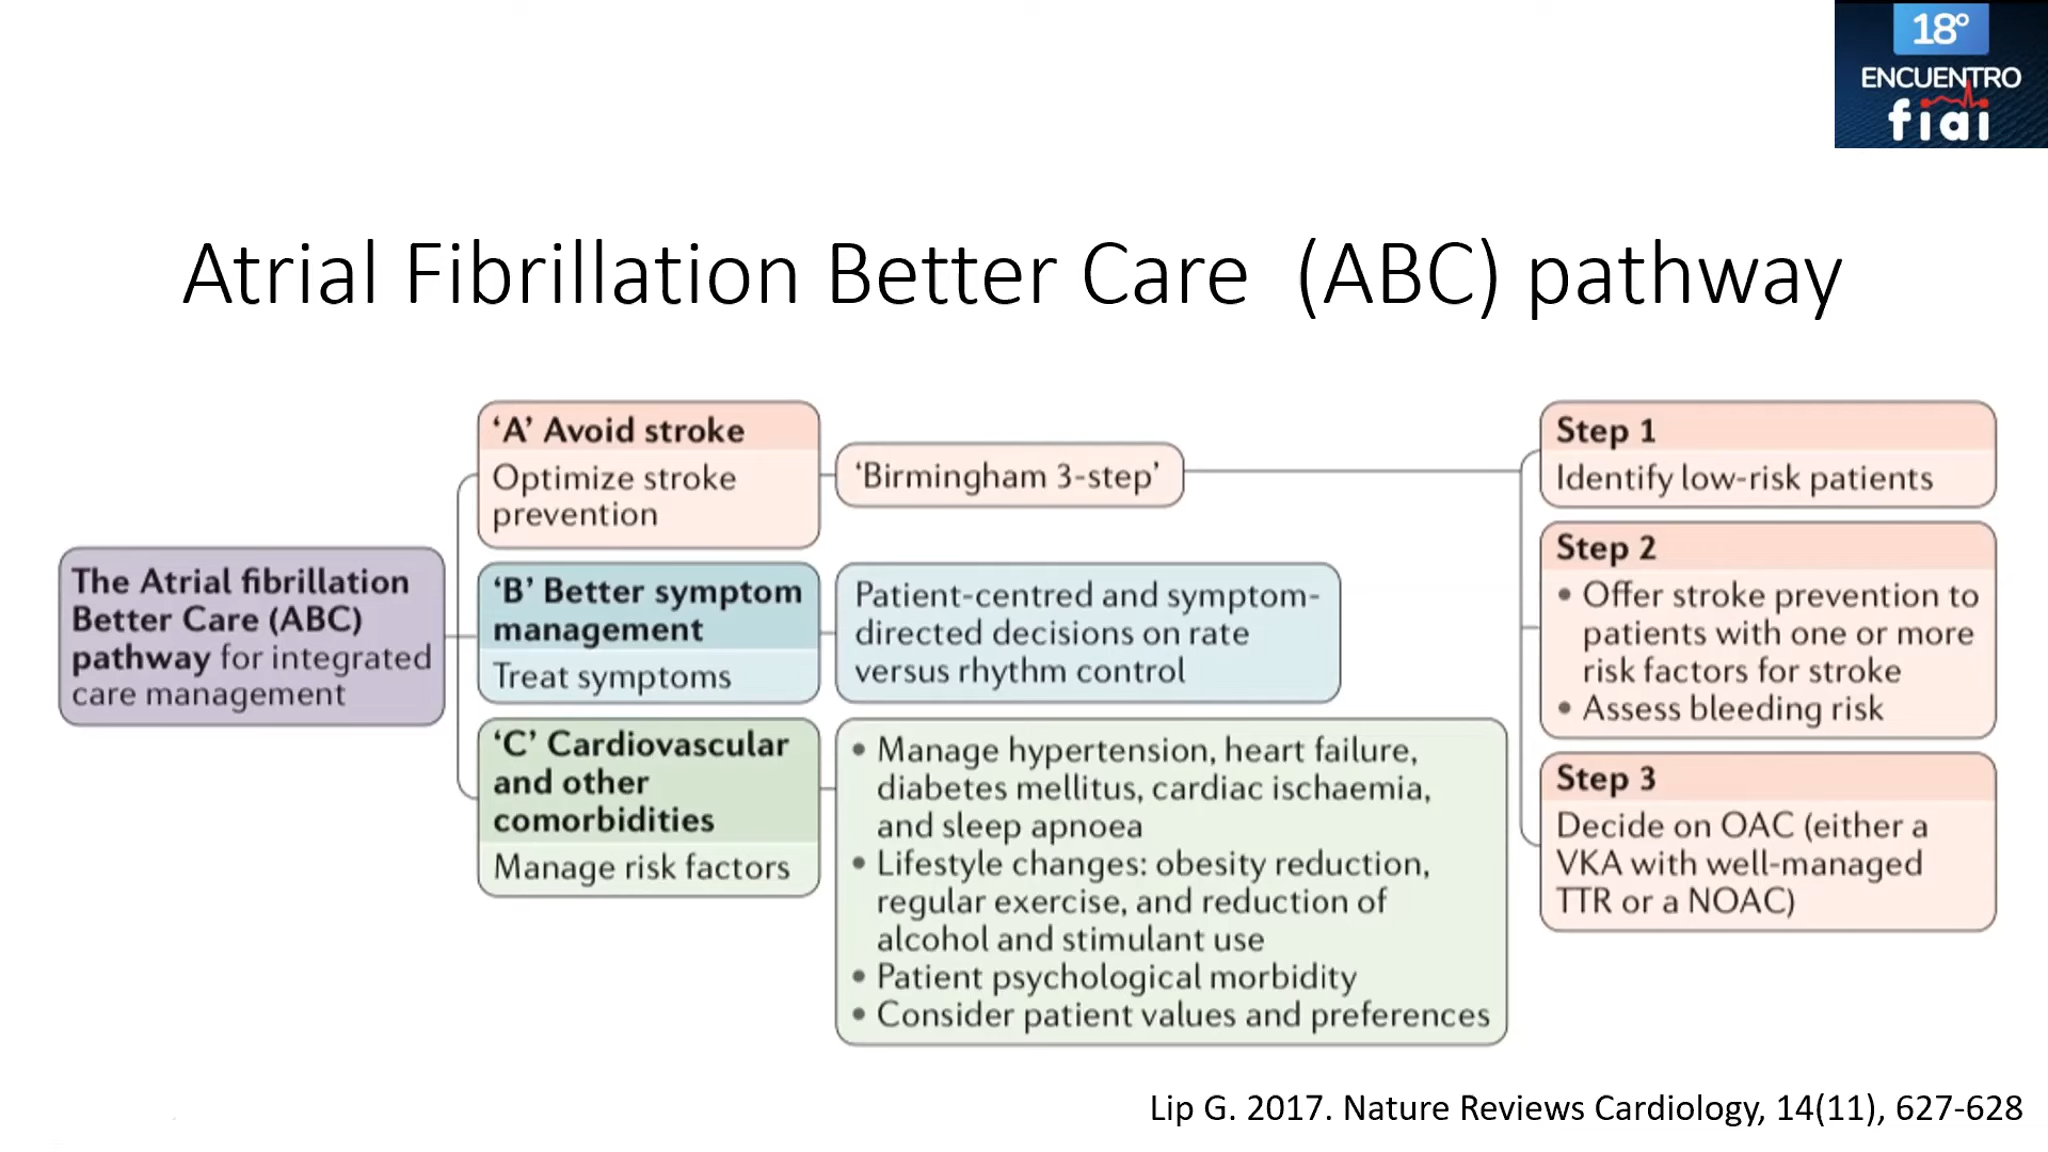 18º
ENCUENTRO
fiai
Atrial Fibrillation Better Care (ABC) pathway
The Atrial fibrillation
Better Care (ABC)
pathway for integrated
care management
‘A’ Avoid stroke
Optimize stroke
prevention
‘Birmingham 3-step’
‘B’ Better symptom
management
Treat symptoms
Patient-centred and symptom-
directed decisions on rate
versus rhythm control
‘C’ Cardiovascular
and other
comorbidities
Manage risk factors
• Manage hypertension, heart failure,
diabetes mellitus, cardiac ischaemia,
and sleep apnoea
• Lifestyle changes: obesity reduction,
regular exercise, and reduction of
alcohol and stimulant use
• Patient psychological morbidity
• Consider patient values and preferences
Step 1
Identify low-risk patients
Step 2
• Offer stroke prevention to
patients with one or more
risk factors for stroke
• Assess bleeding risk
Step 3
Decide on OAC (either a
VKA with well-managed
TTR or a NOAC)
Lip G. 2017. Nature Reviews Cardiology, 14(11), 627-628